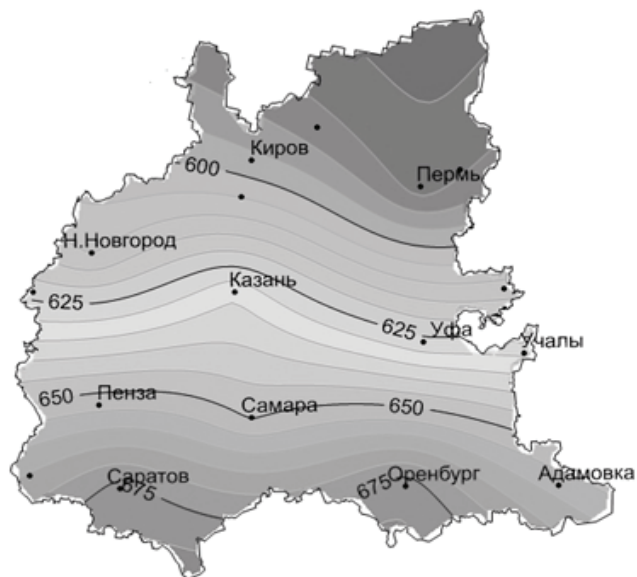 Киров
600
Пермь
Н.Новгород
Казань
625
625
Уфа
Учалы
650
Пенза
Самара
650
Саратов
675
Оренбург
675
Адамовка